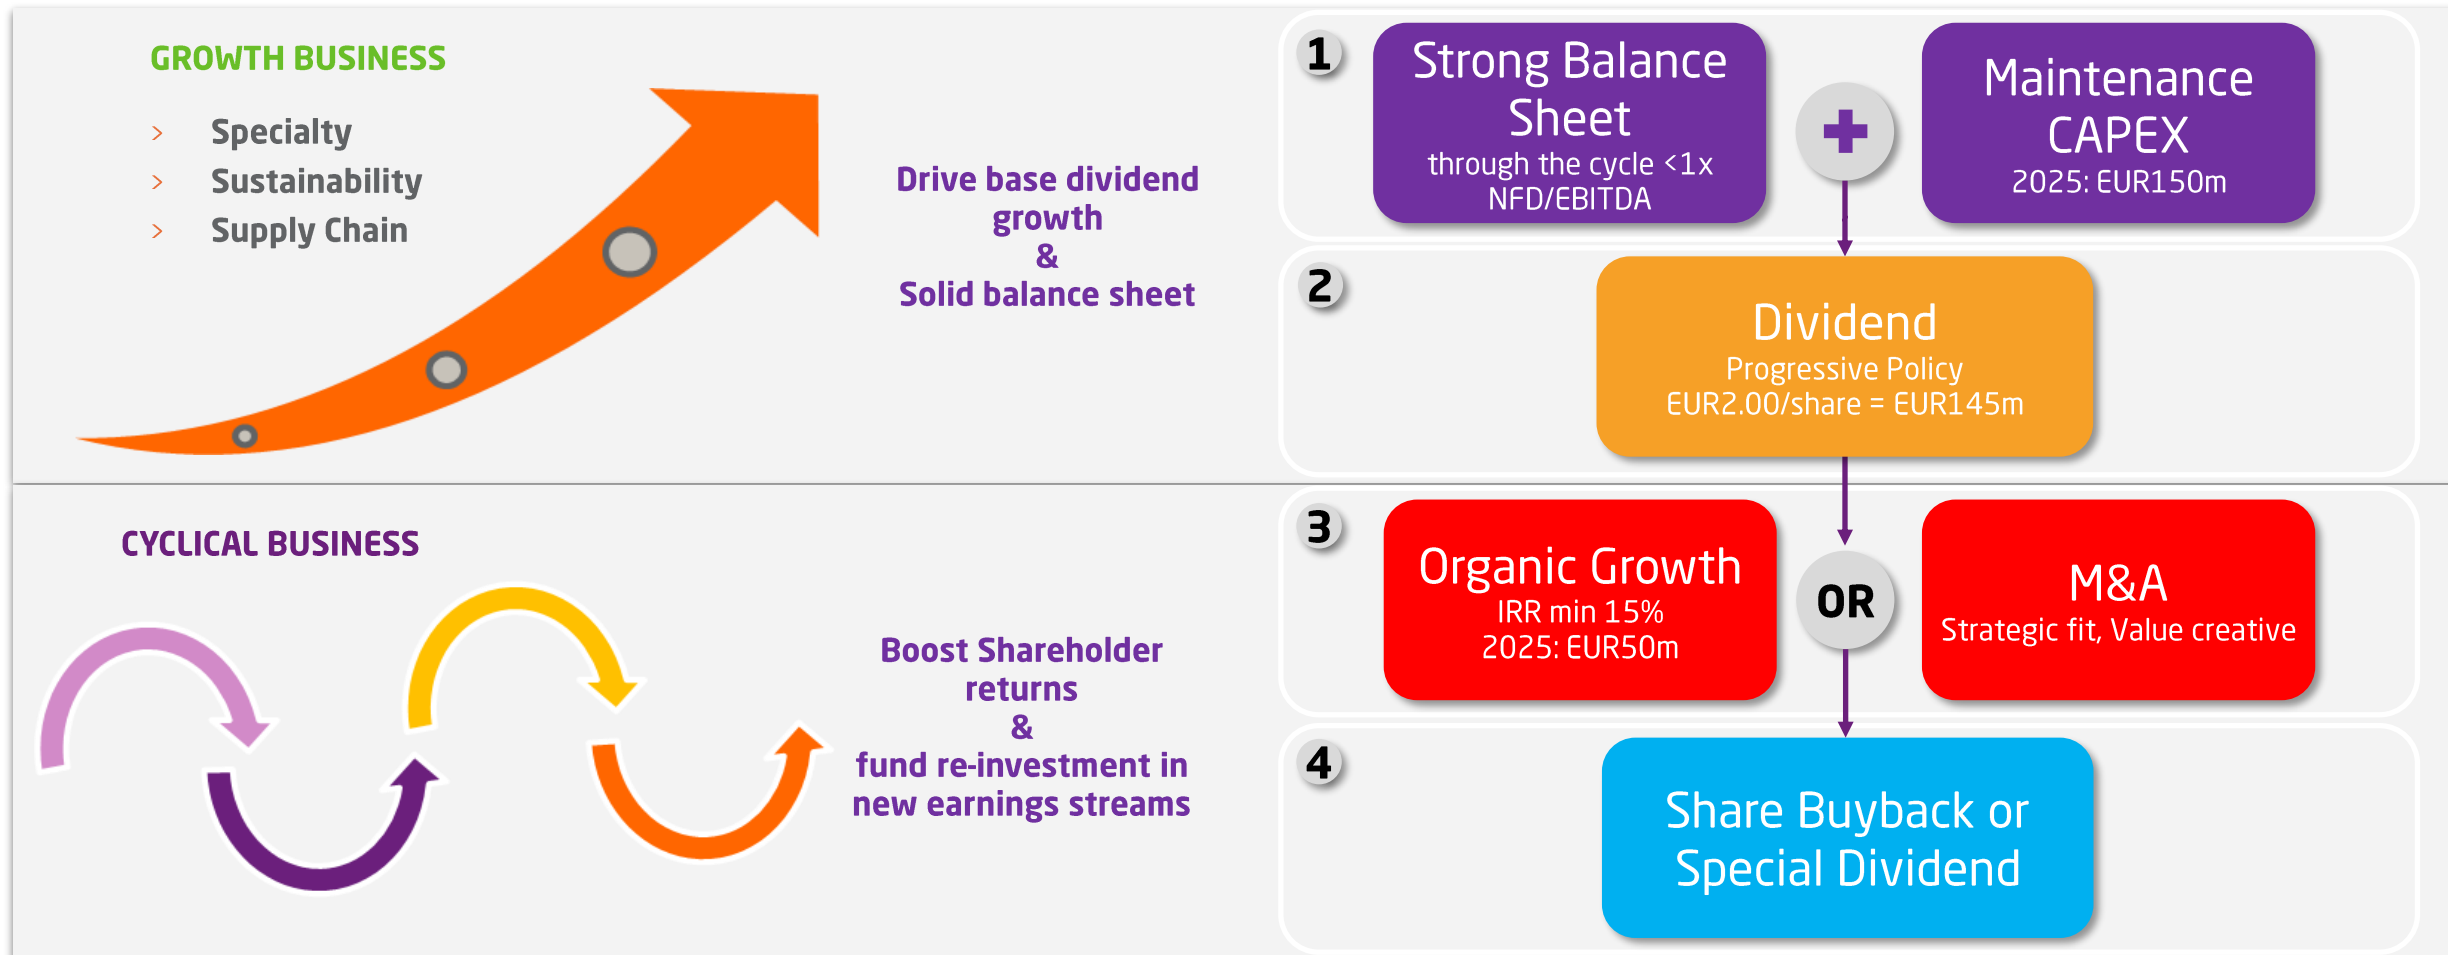 GROWTH BUSINESS
> Specialty
> Sustainability
> Supply Chain
Drive base dividend
growth
&
Solid balance sheet
1
Strong Balance
Sheet
through the cycle <1x
NFD/EBITDA
+
Maintenance
CAPEX
2025: EUR150m
2
Dividend
Progressive Policy
EUR2.00/share = EUR145m
CYCLICAL BUSINESS
Boost Shareholder
returns
&
fund re-investment in
new earnings streams
3
Organic Growth
IRR min 15%
2025: EUR50m
OR
M&A
Strategic fit, Value creative
4
Share Buyback or
Special Dividend